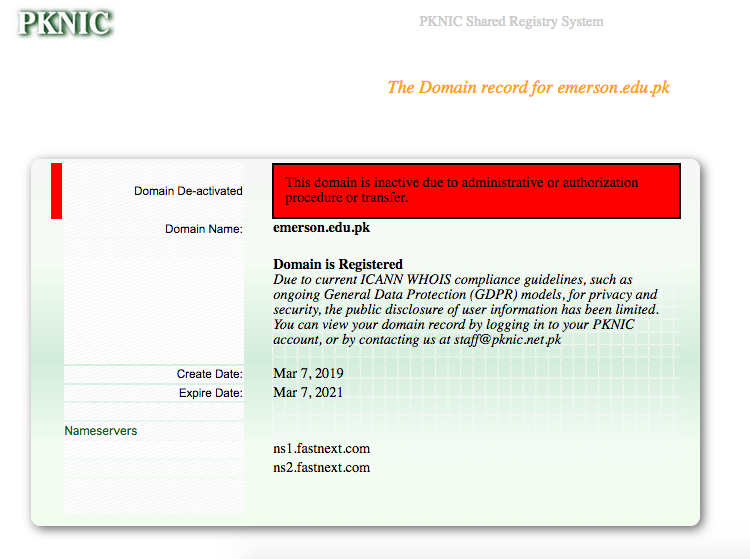 PKNIC
PKNIC Shared Registry System
The Domain record for emerson.edu.pk
Domain De-activated
This domain is inactive due to administrative or authorization
procedure or transfer.
Domain Name:
emerson.edu.pk
Domain is Registered
Due to current ICANN WHOIS compliance guidelines, such as
ongoing General Data Protection (GDPR) models, for privacy and
security, the public disclosure of user information has been limited.
You can view your domain record by logging in to your PKNIC
account, or by contacting us at staff@pknic.net.pk
Create Date:
Mar 7, 2019
Expire Date:
Mar 7, 2021
Nameservers
ns1.fastnext.com
ns2.fastnext.com